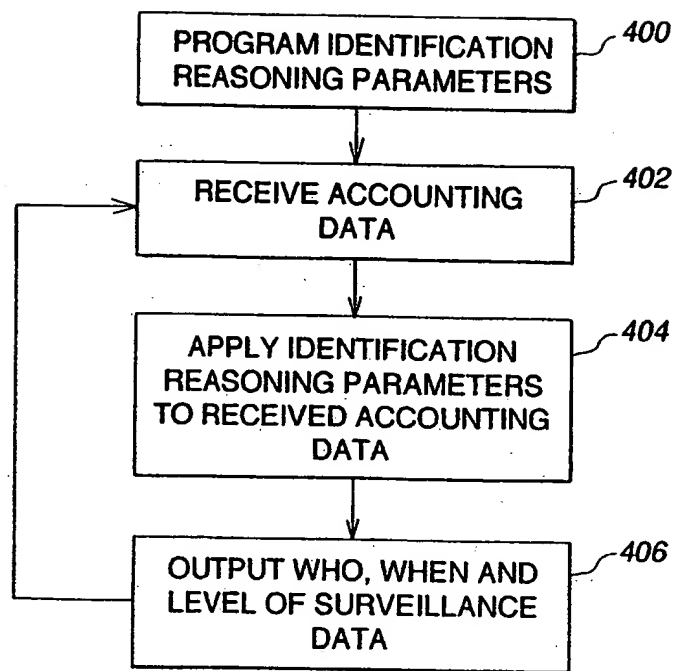 PROGRAM IDENTIFICATION
REASONING PARAMETERS
400
RECEIVE ACCOUNTING
DATA
402
APPLY IDENTIFICATION
REASONING PARAMETERS
TO RECEIVED ACCOUNTING
DATA
404
OUTPUT WHO, WHEN AND
LEVEL OF SURVEILLANCE
DATA
406